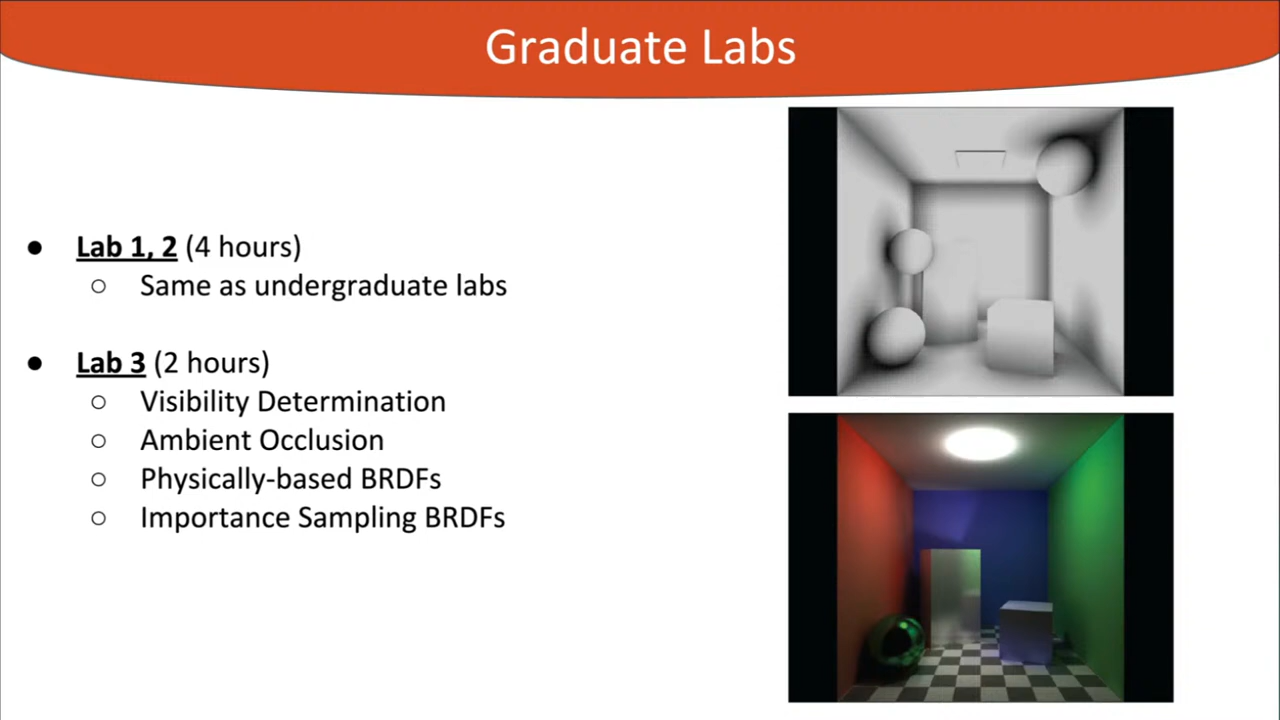 Graduate Labs
● Lab 1, 2 (4 hours)
○ Same as undergraduate labs
● Lab 3 (2 hours)
○ Visibility Determination
○ Ambient Occlusion
○ Physically-based BRDFs
○ Importance Sampling BRDFs